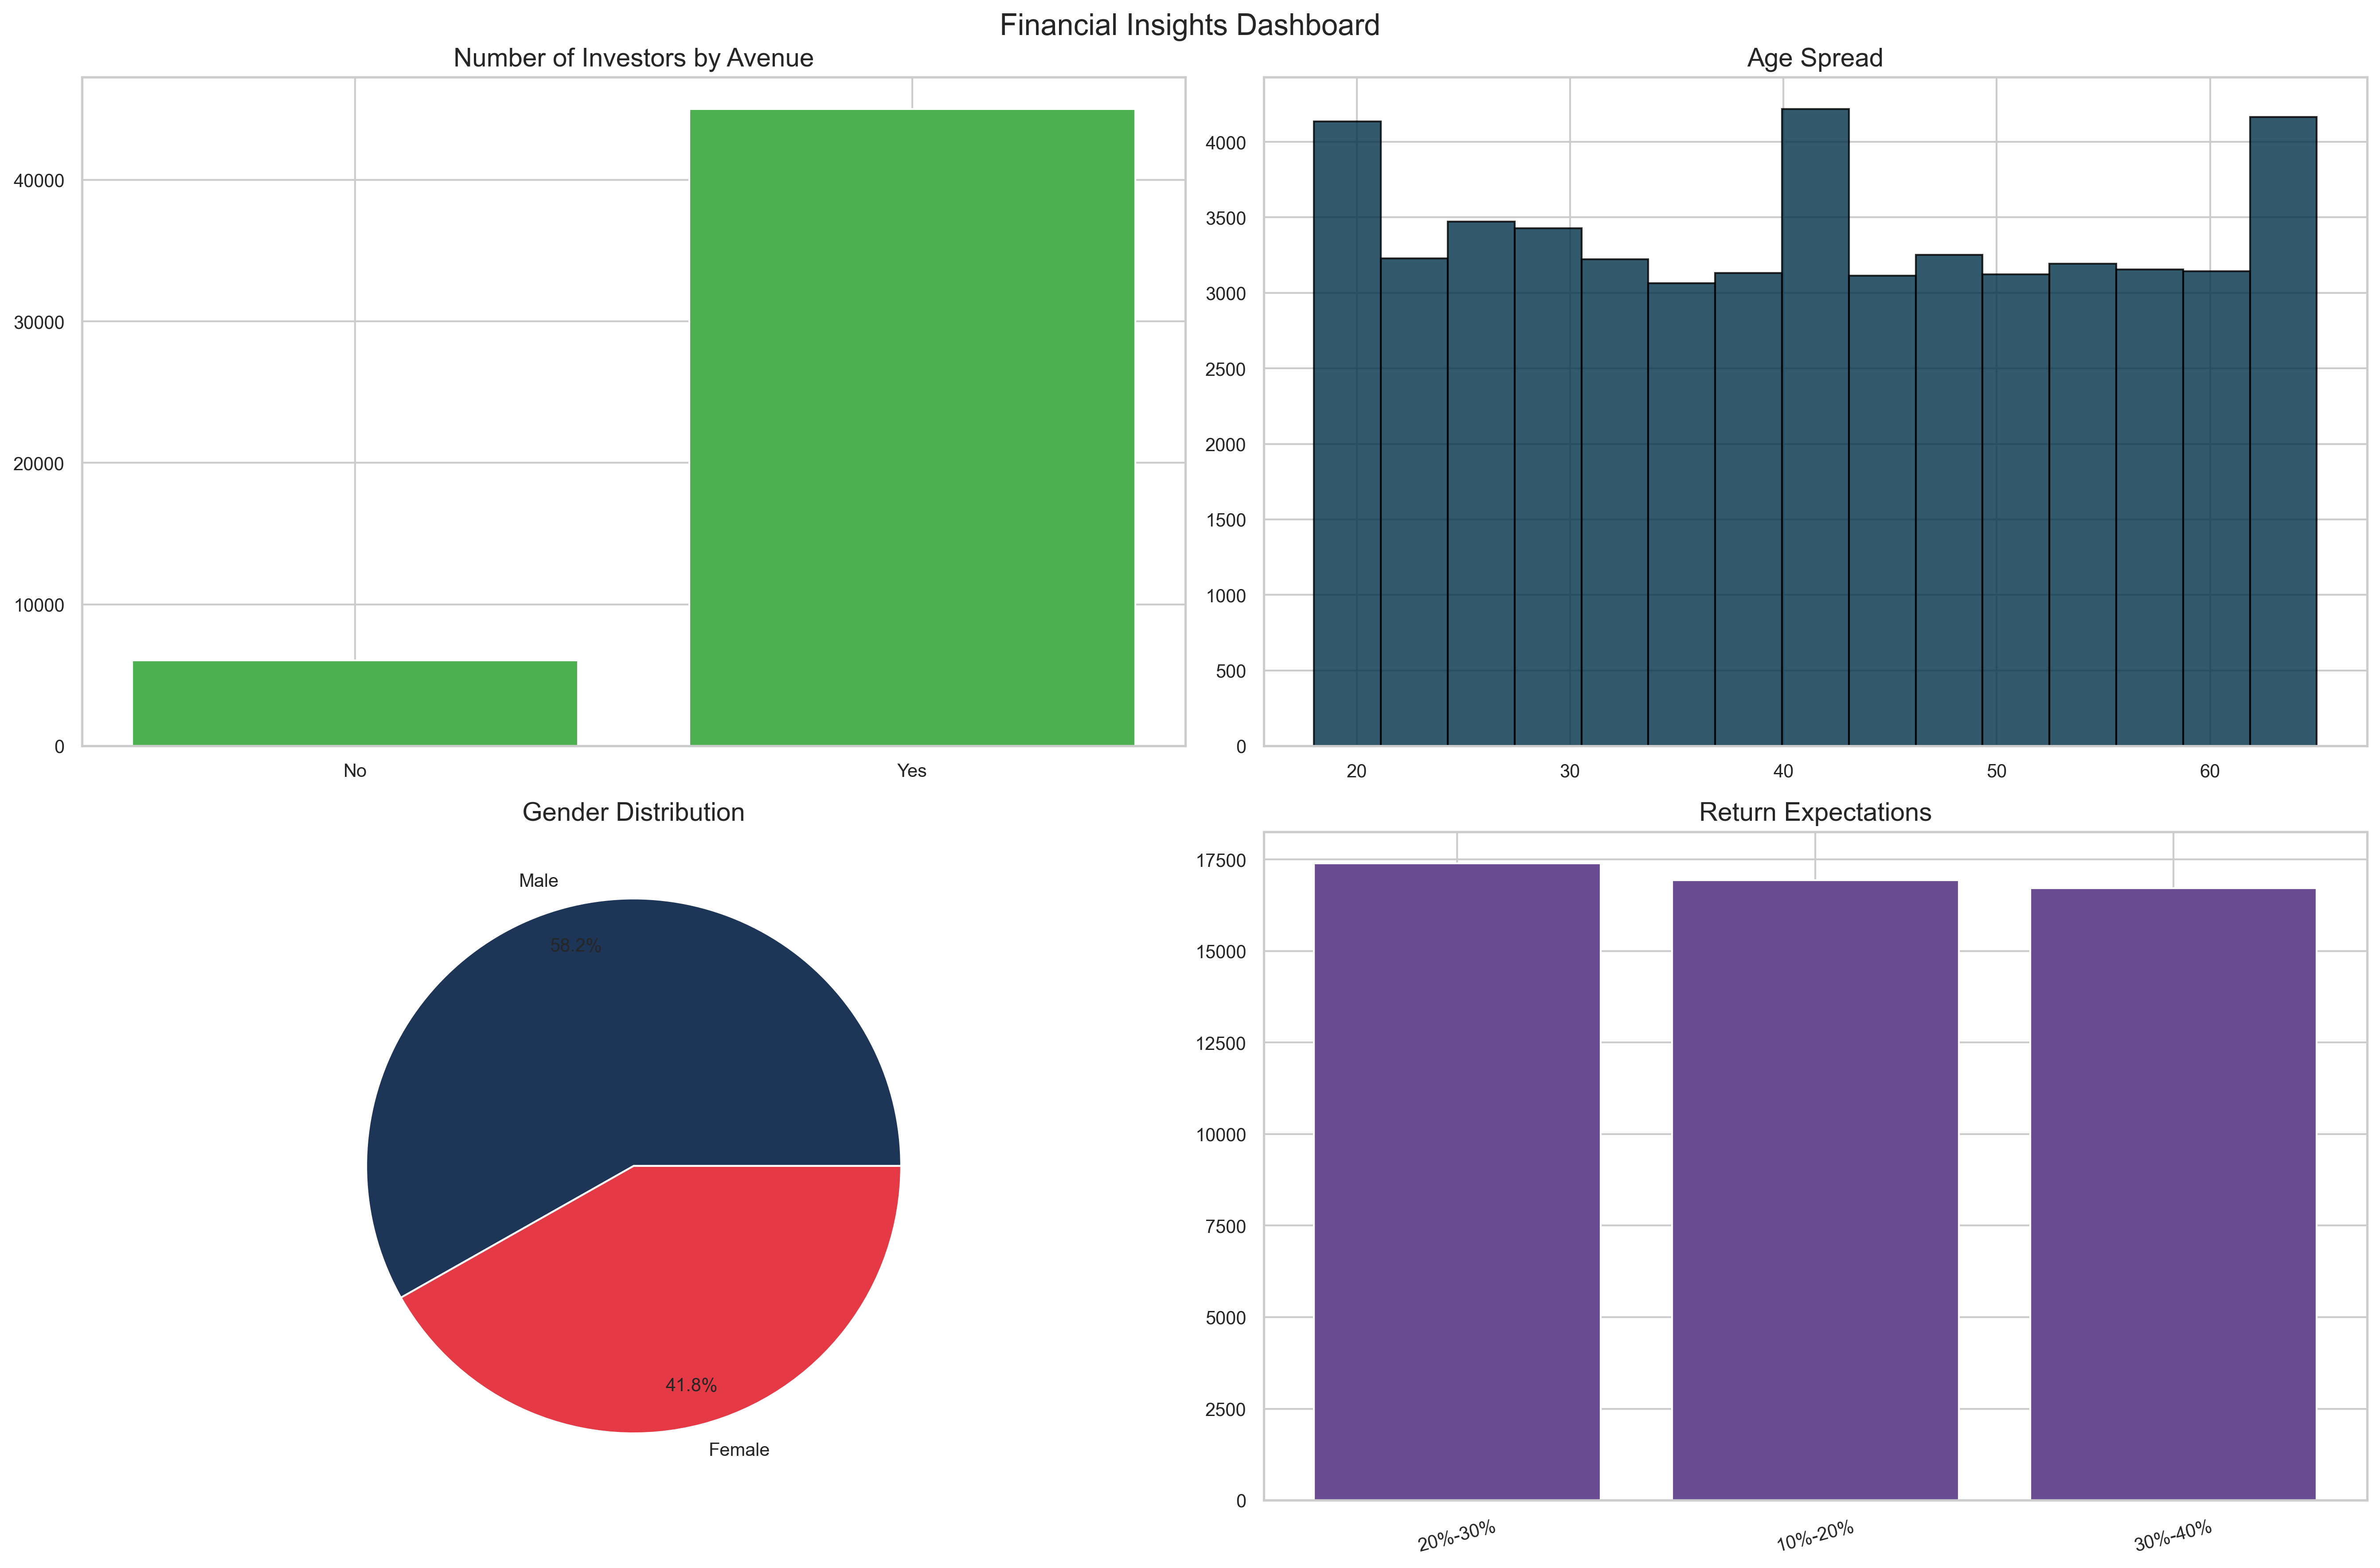 Financial Insights Dashboard
Number of Investors by Avenue
40000
30000
20000
10000
0
No Yes
Age Spread
4000
3500
3000
2500
2000
1500
1000
500
0
20 30 40 50 60
Gender Distribution
Male
58.2%
41.8%
Female
Return Expectations
17500
15000
12500
10000
7500
5000
2500
0
20%-30% 10%-20% 30%-40%